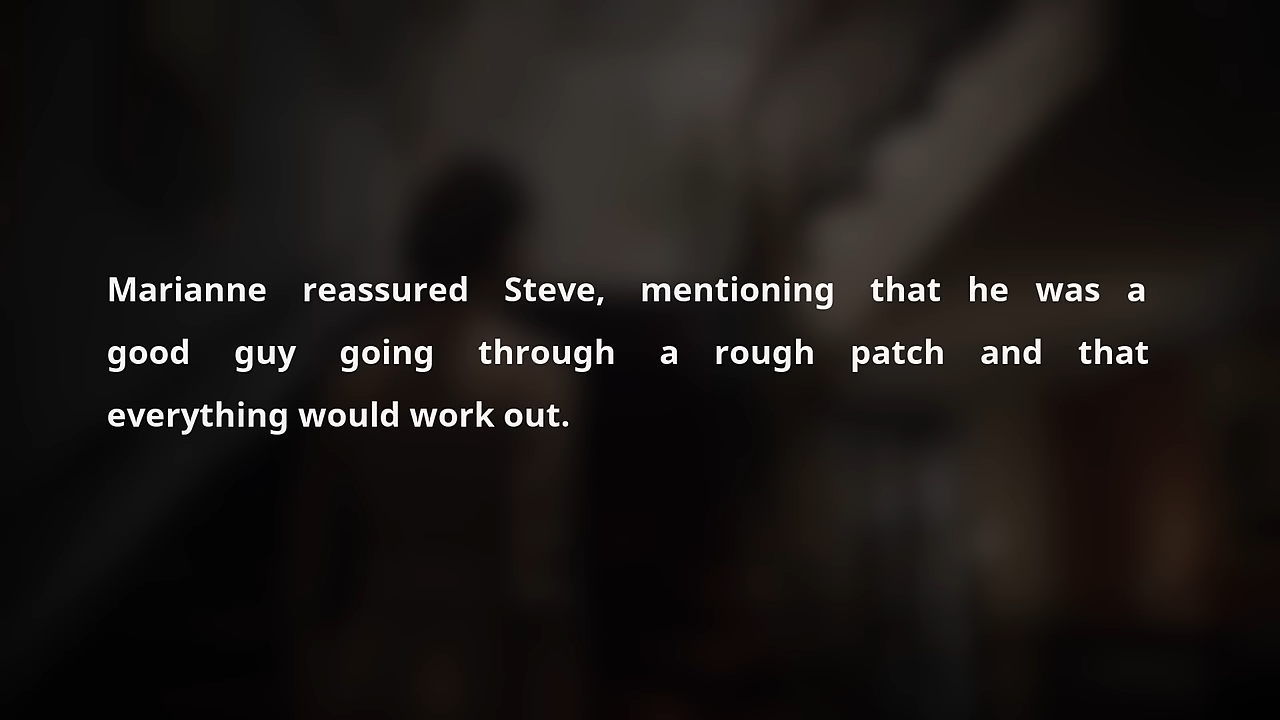 Marianne reassured Steve, mentioning that he was a
good guy going through a rough patch and that
everything would work out.